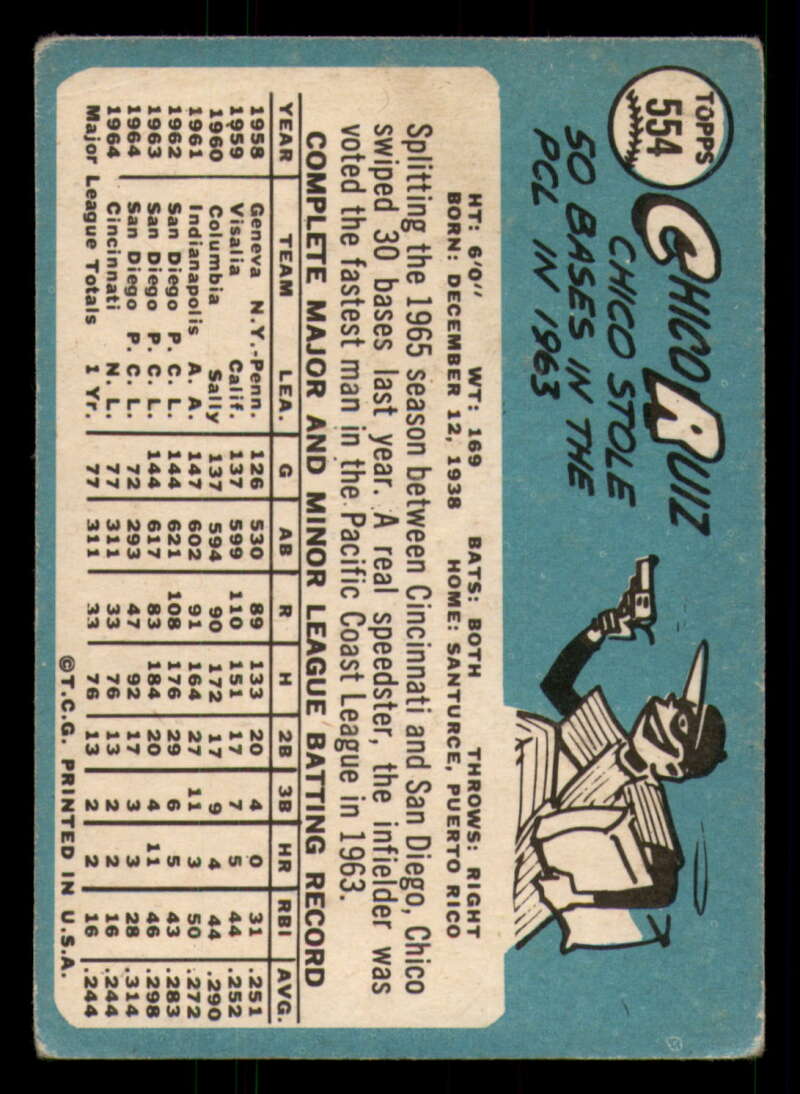 TOPPS
554
CHICO RUIZ
CHICO STOLE
50 BASES IN THE
PCL IN 1963
HT: 6'0" WT: 169 BATS: BOTH THROWS: RIGHT
BORN: DECEMBER 12, 1938 HOME: SANTURCE, PUERTO RICO
Splitting the 1965 season between Cincinnati and San Diego, Chico
swiped 30 bases last year. A real speedster, the infielder was
voted the fastest man in the Pacific Coast League in 1963.
COMPLETE MAJOR AND MINOR LEAGUE BATTING RECORD
YEAR TEAM LEA. G AB R H 2B 3B HR RBI AVG.
1958 Geneva N.Y.-Penn. 126 530 89 133 20 4 0 31 .251
1959 Visalia Calif. 137 599 110 151 17 7 5 44 .252
1960 Columbia Sally 137 594 90 172 17 9 4 44 .290
1961 Indianapolis A. A. 147 602 91 164 27 11 3 50 .272
1962 San Diego P. C. L. 144 621 108 176 29 6 5 43 .283
1963 San Diego P. C. L. 144 617 83 184 20 4 11 46 .298
1964 San Diego P. C. L. 72 293 47 92 17 3 3 28 .314
1964 Cincinnati N. L. 77 311 33 76 13 2 2 16 .244
Major League Totals 1 Yr. 77 311 33 76 13 2 2 16 .244
©T.C.G. PRINTED IN U.S.A.